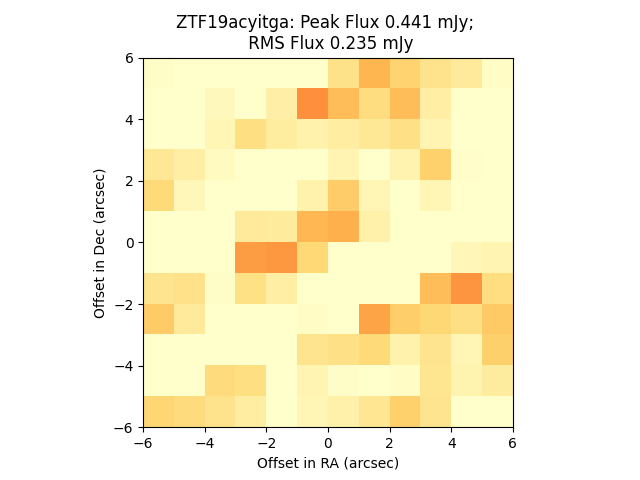 ZTF19acyitga: Peak Flux 0.441 mJy;
RMS Flux 0.235 mJy
6
4
2
0
−2
−4
−6
Offset in Dec (arcsec)
−6 −4 −2 0 2 4 6
Offset in RA (arcsec)